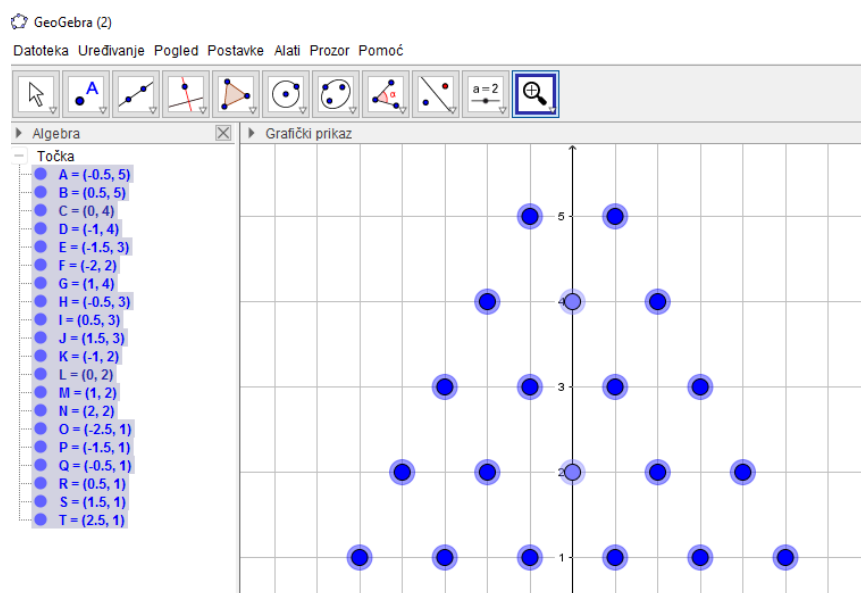 GeoGebra (2)
Datoteka Uređivanje Pogled Postavke Alati Prozor Pomoć
A α a = 2
Algebra
Grafički prikaz
Točka
A = (-0.5, 5)
B = (0.5, 5)
C = (0, 4)
D = (-1, 4)
E = (-1.5, 3)
F = (-2, 2)
G = (1, 4)
H = (-0.5, 3)
I = (0.5, 3)
J = (1.5, 3)
K = (-1, 2)
L = (0, 2)
M = (1, 2)
N = (2, 2)
O = (-2.5, 1)
P = (-1.5, 1)
Q = (-0.5, 1)
R = (0.5, 1)
S = (1.5, 1)
T = (2.5, 1)
5
4
3
2
1